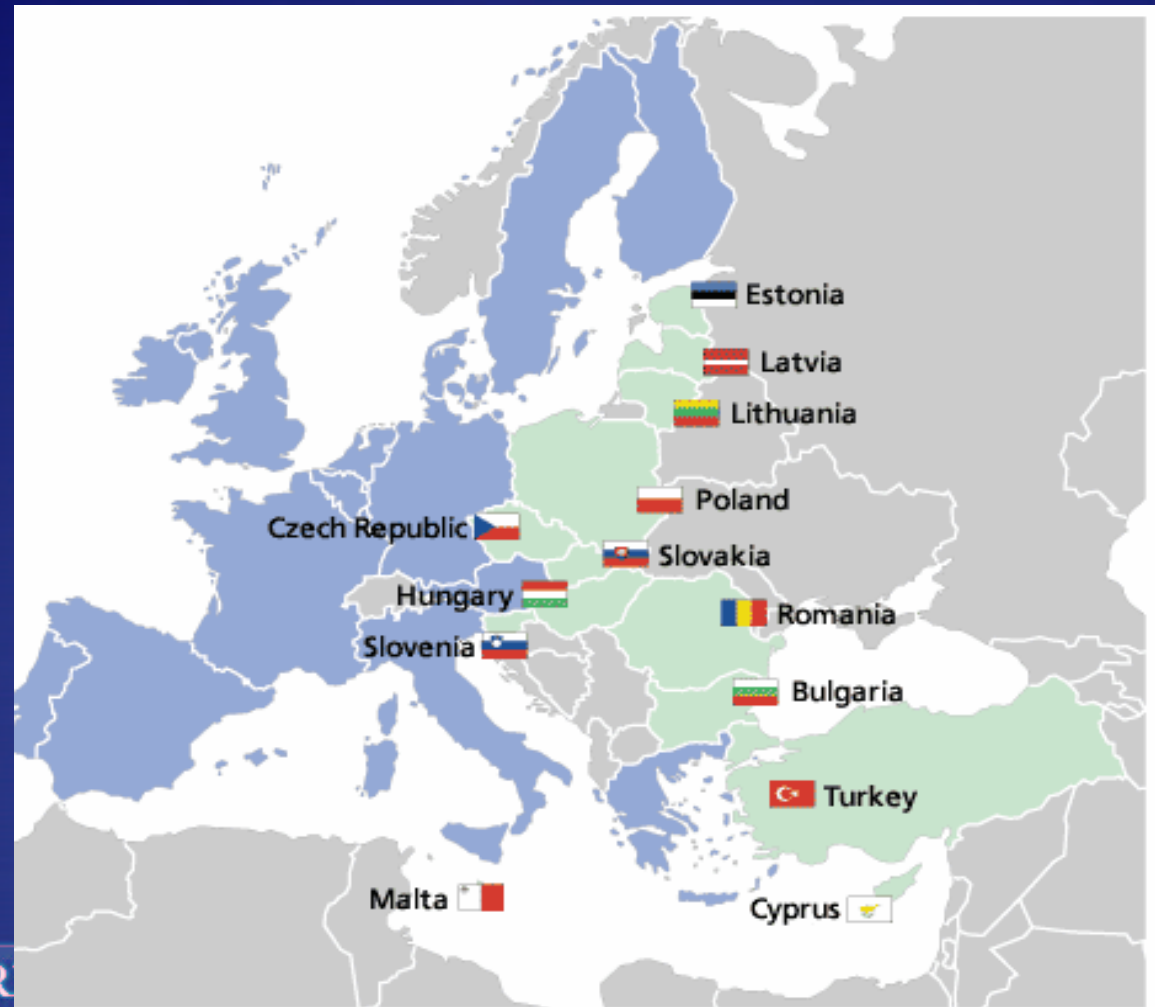 Estonia
Latvia
Lithuania
Poland
Czech Republic
Slovakia
Hungary
Romania
Slovenia
Bulgaria
Turkey
Malta
Cyprus